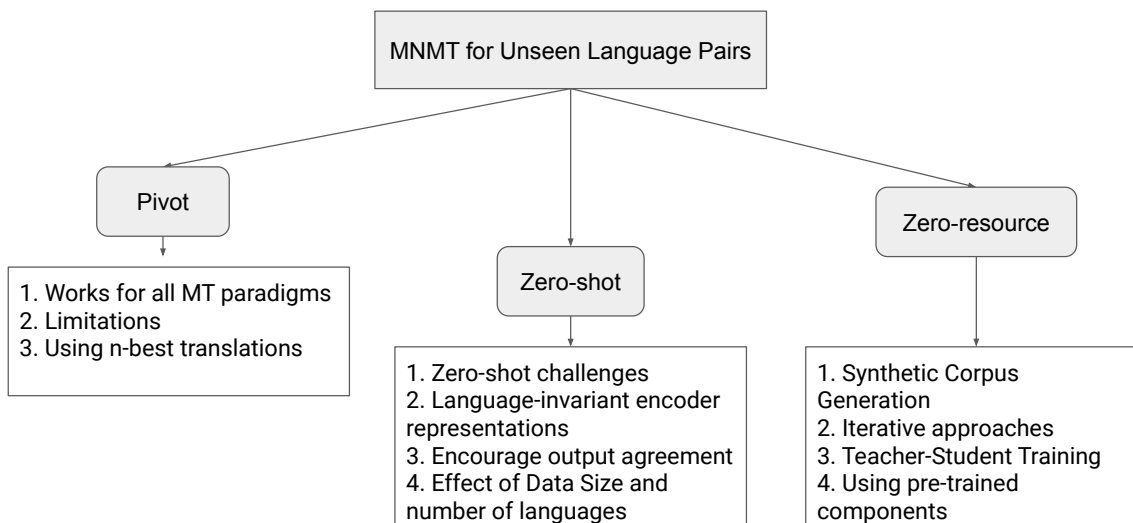 MNMT for Unseen Language Pairs
Pivot
1. Works for all MT paradigms
2. Limitations
3. Using n-best translations
Zero-shot
1. Zero-shot challenges
2. Language-invariant encoder
representations
3. Encourage output agreement
4. Effect of Data Size and
number of languages
Zero-resource
1. Synthetic Corpus
Generation
2. Iterative approaches
3. Teacher-Student Training
4. Using pre-trained
components